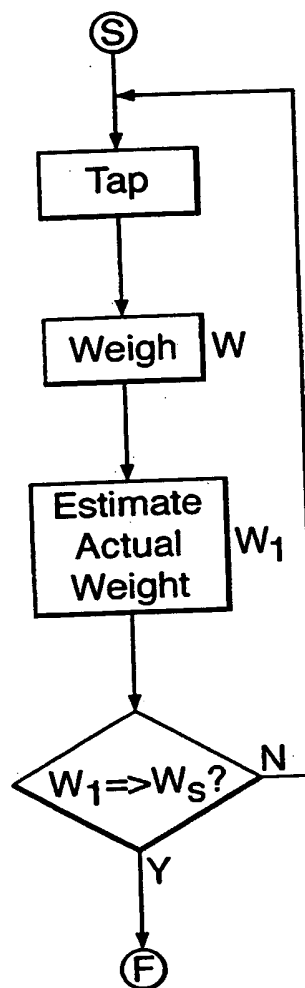 S
Tap
Weigh W
Estimate
Actual
Weight
W₁
W₁=>Wₛ?
N
Y
F